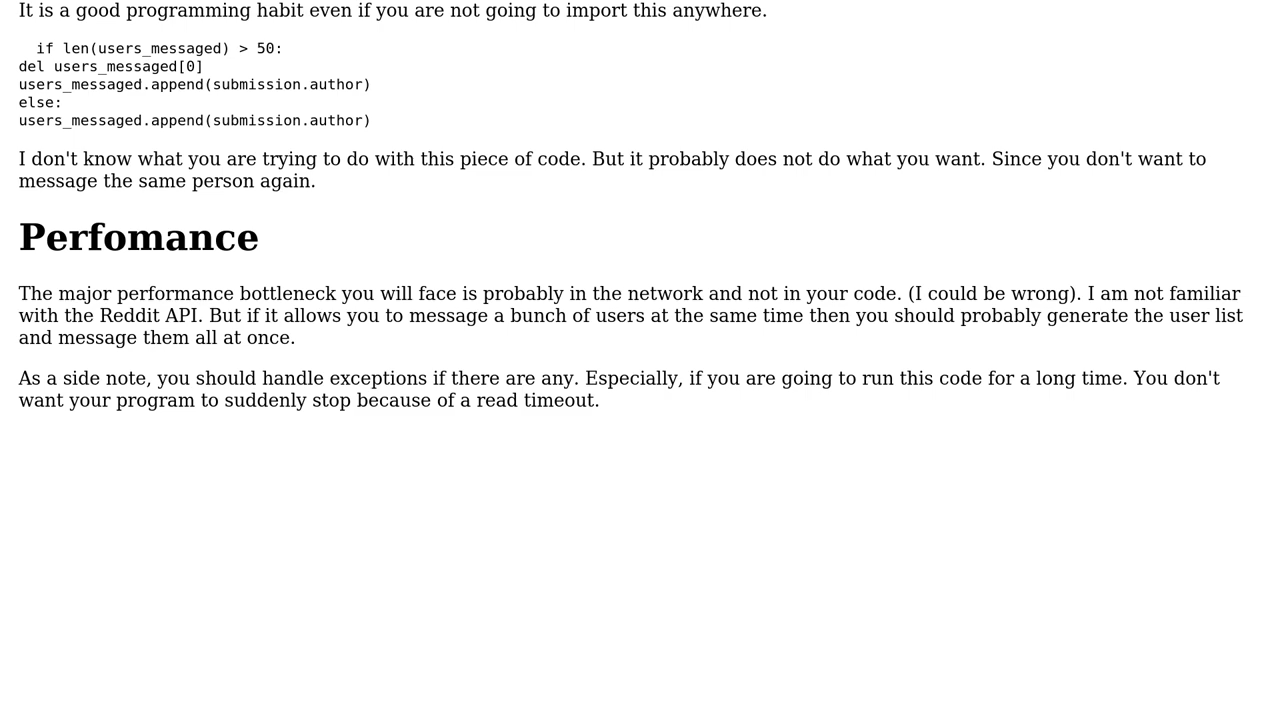 It is a good programming habit even if you are not going to import this anywhere.
  if len(users_messaged) > 50:
del users_messaged[0]
users_messaged.append(submission.author)
else:
users_messaged.append(submission.author)
I don't know what you are trying to do with this piece of code. But it probably does not do what you want. Since you don't want to
message the same person again.
Perfomance
The major performance bottleneck you will face is probably in the network and not in your code. (I could be wrong). I am not familiar
with the Reddit API. But if it allows you to message a bunch of users at the same time then you should probably generate the user list
and message them all at once.
As a side note, you should handle exceptions if there are any. Especially, if you are going to run this code for a long time. You don't
want your program to suddenly stop because of a read timeout.